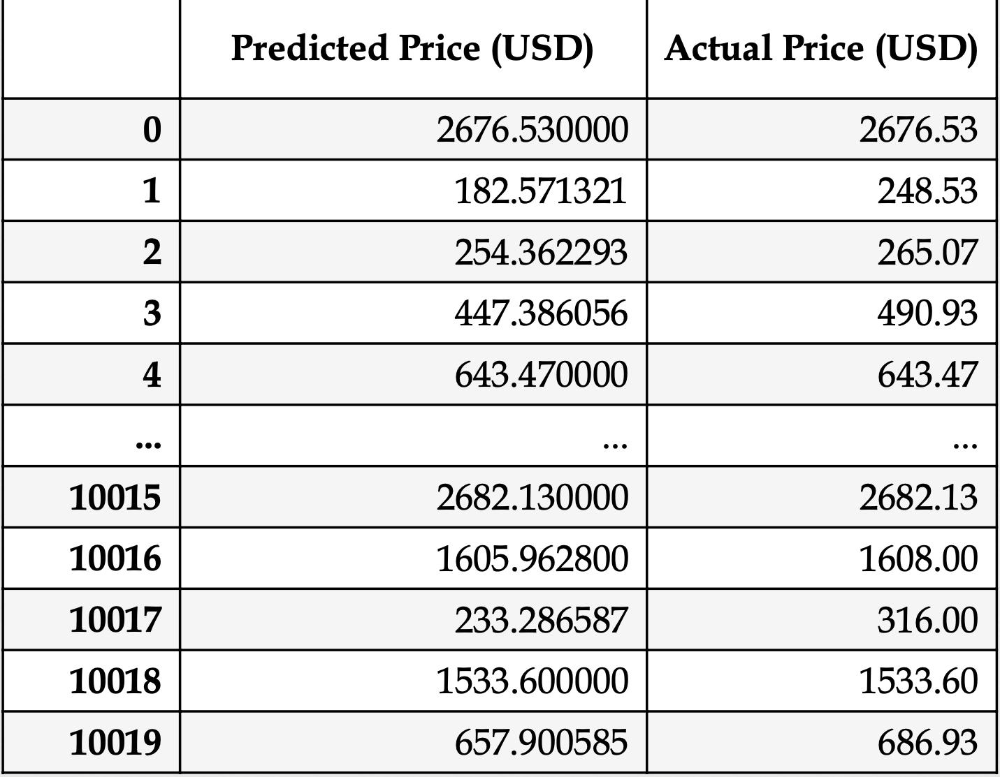 Predicted Price (USD) Actual Price (USD)
0 2676.530000 2676.53
1 182.571321 248.53
2 254.362293 265.07
3 447.386056 490.93
4 643.470000 643.47
... ... ...
10015 2682.130000 2682.13
10016 1605.962800 1608.00
10017 233.286587 316.00
10018 1533.600000 1533.60
10019 657.900585 686.93